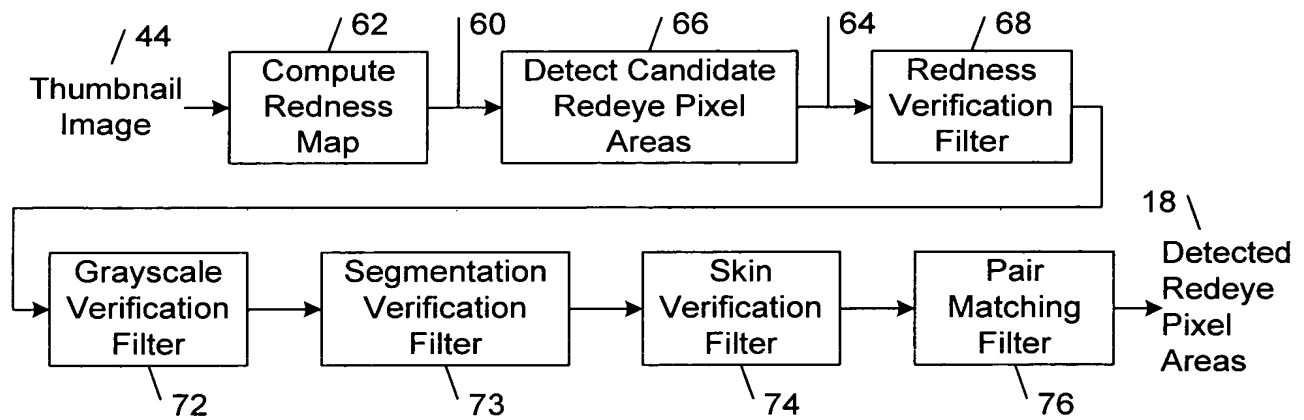 44
62
60
66
64
68
Thumbnail
Image
Compute
Redness
Map
Detect Candidate
Redeye Pixel
Areas
Redness
Verification
Filter
18
Grayscale
Verification
Filter
Segmentation
Verification
Filter
Skin
Verification
Filter
Pair
Matching
Filter
Detected
Redeye
Pixel
Areas
72
73
74
76